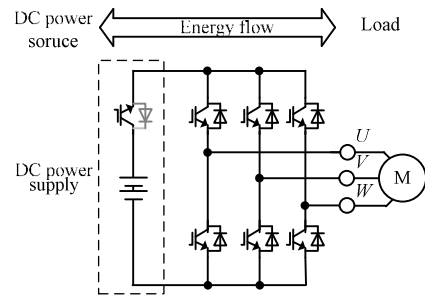 DC power
soruce
Energy flow
Load
DC power
supply
U
V
W
M